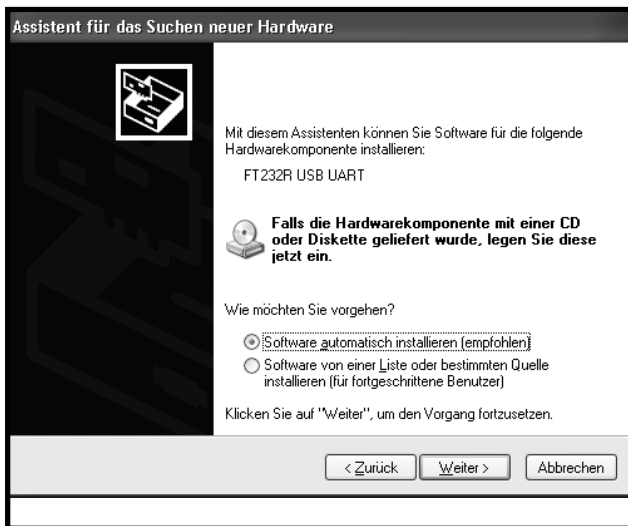 Assistent für das Suchen neuer Hardware
Mit diesem Assistenten können Sie Software für die folgende
Hardwarekomponente installieren:
FT232R USB UART
Falls die Hardwarekomponente mit einer CD
oder Diskette geliefert wurde, legen Sie diese
jetzt ein.
Wie möchten Sie vorgehen?
Software automatisch installieren (empfohlen)
Software von einer Liste oder bestimmten Quelle
installieren (für fortgeschrittene Benutzer)
Klicken Sie auf "Weiter", um den Vorgang fortzusetzen.
< Zurück Weiter > Abbrechen